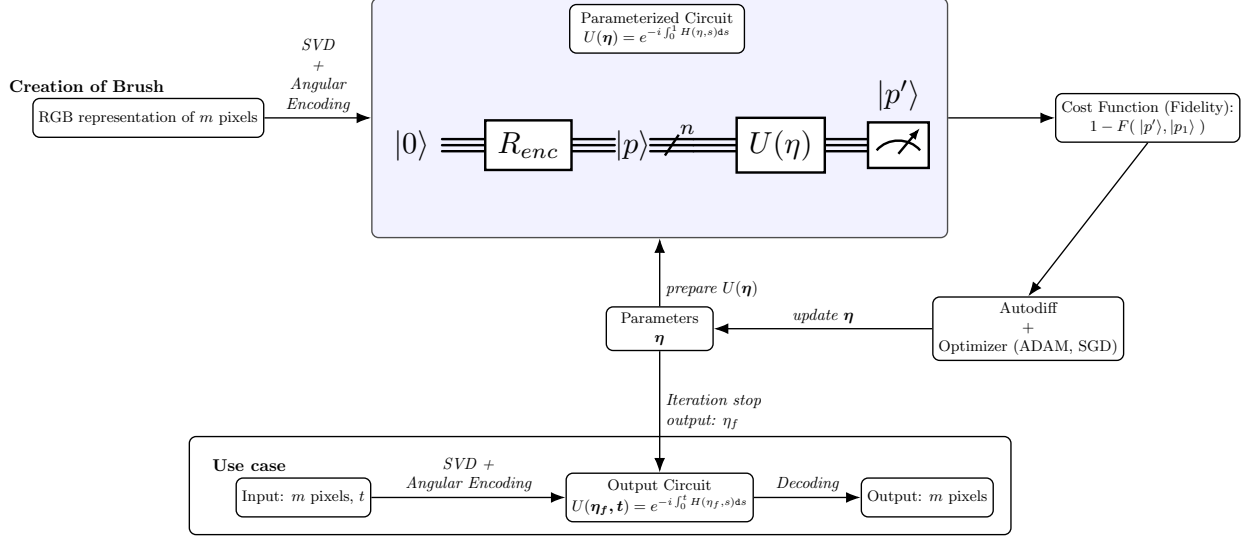 Parameterized Circuit
U(η) = e^{-i ∫_0^1 H(η,s)ds}
SVD
+
Angular
Encoding
Creation of Brush
RGB representation of m pixels
|0⟩ R_{enc} |p⟩ n U(η) |p′⟩
Cost Function (Fidelity):
1 − F( |p′⟩, |p_1⟩ )
prepare U(η)
Parameters
η
update η
Autodiff
+
Optimizer (ADAM, SGD)
Iteration stop
output: η_f
Use case
Input: m pixels, t
SVD +
Angular Encoding
Output Circuit
U(η_f, t) = e^{-i ∫_0^t H(η_f,s)ds}
Decoding
Output: m pixels